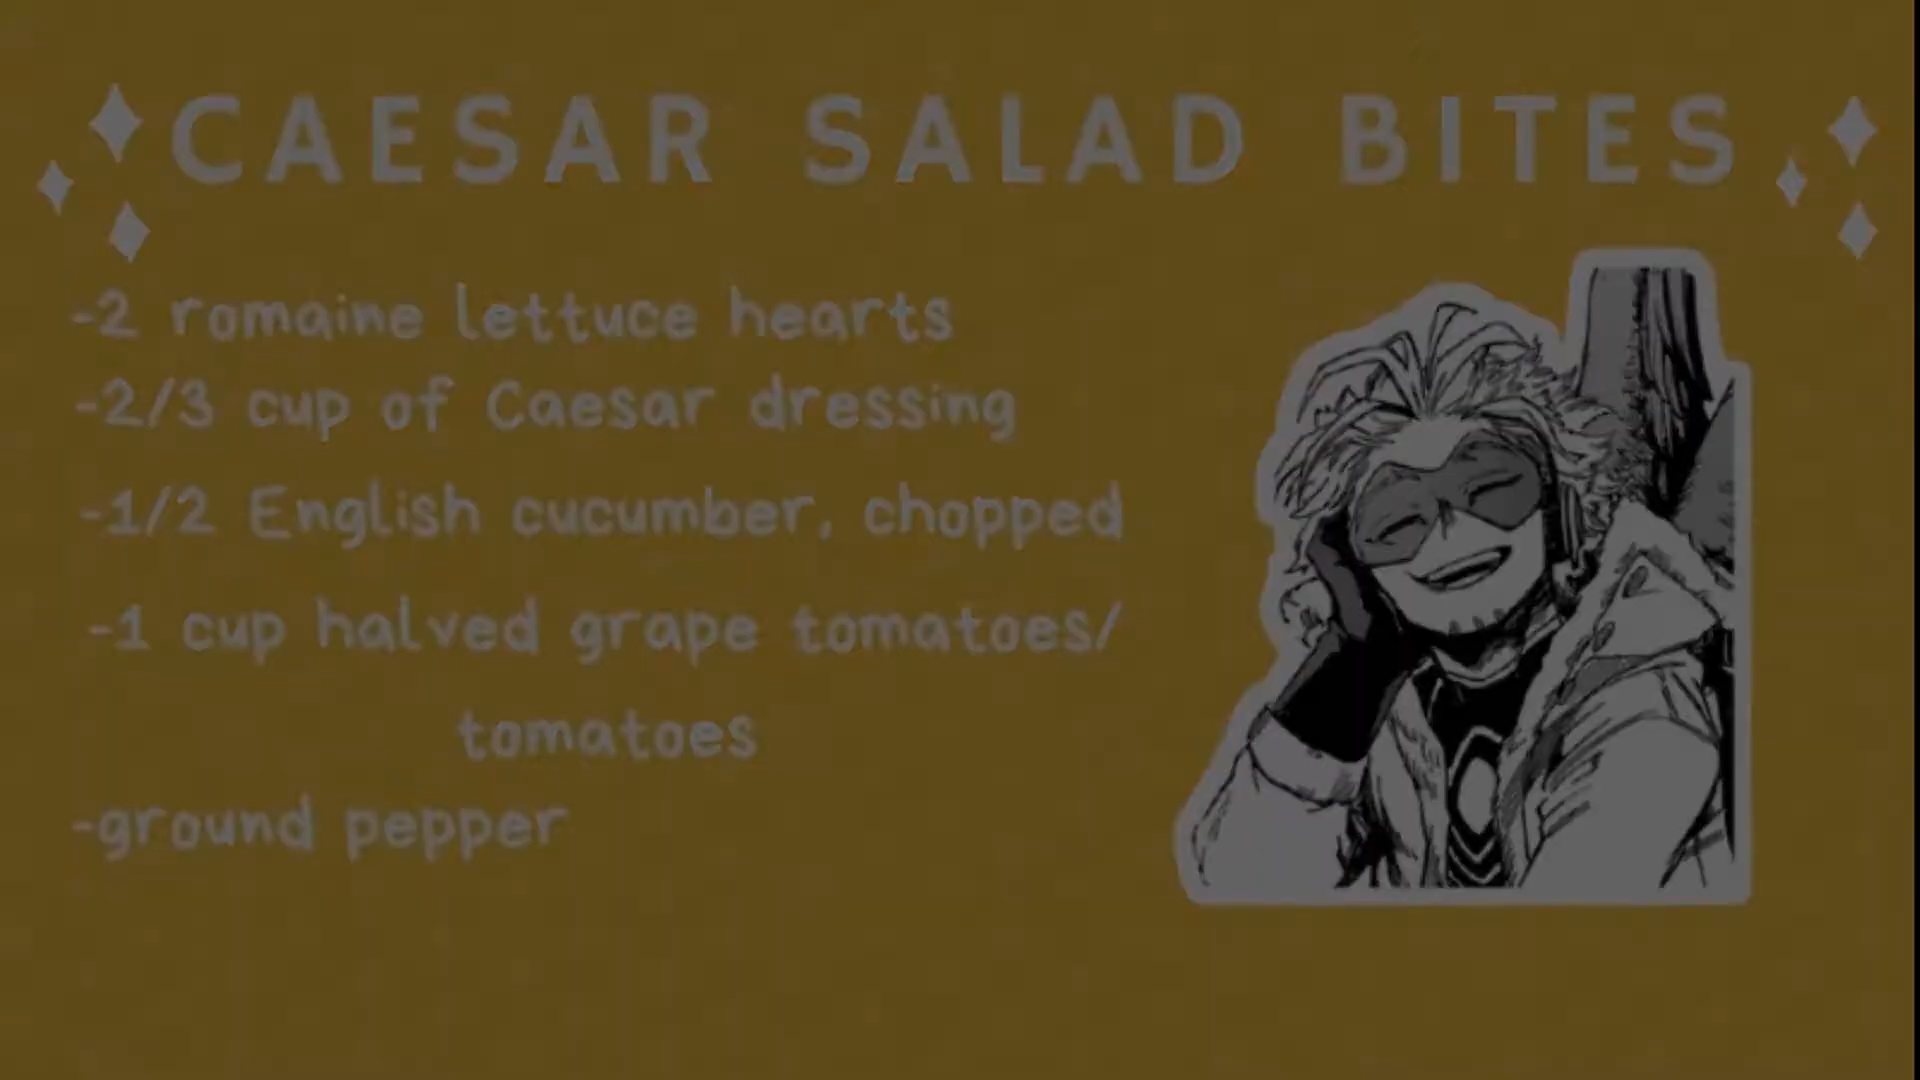 CAESAR SALAD BITES
-2 romaine lettuce hearts
-2/3 cup of Caesar dressing
-1/2 English cucumber, chopped
-1 cup halved grape tomatoes/
tomatoes
-ground pepper